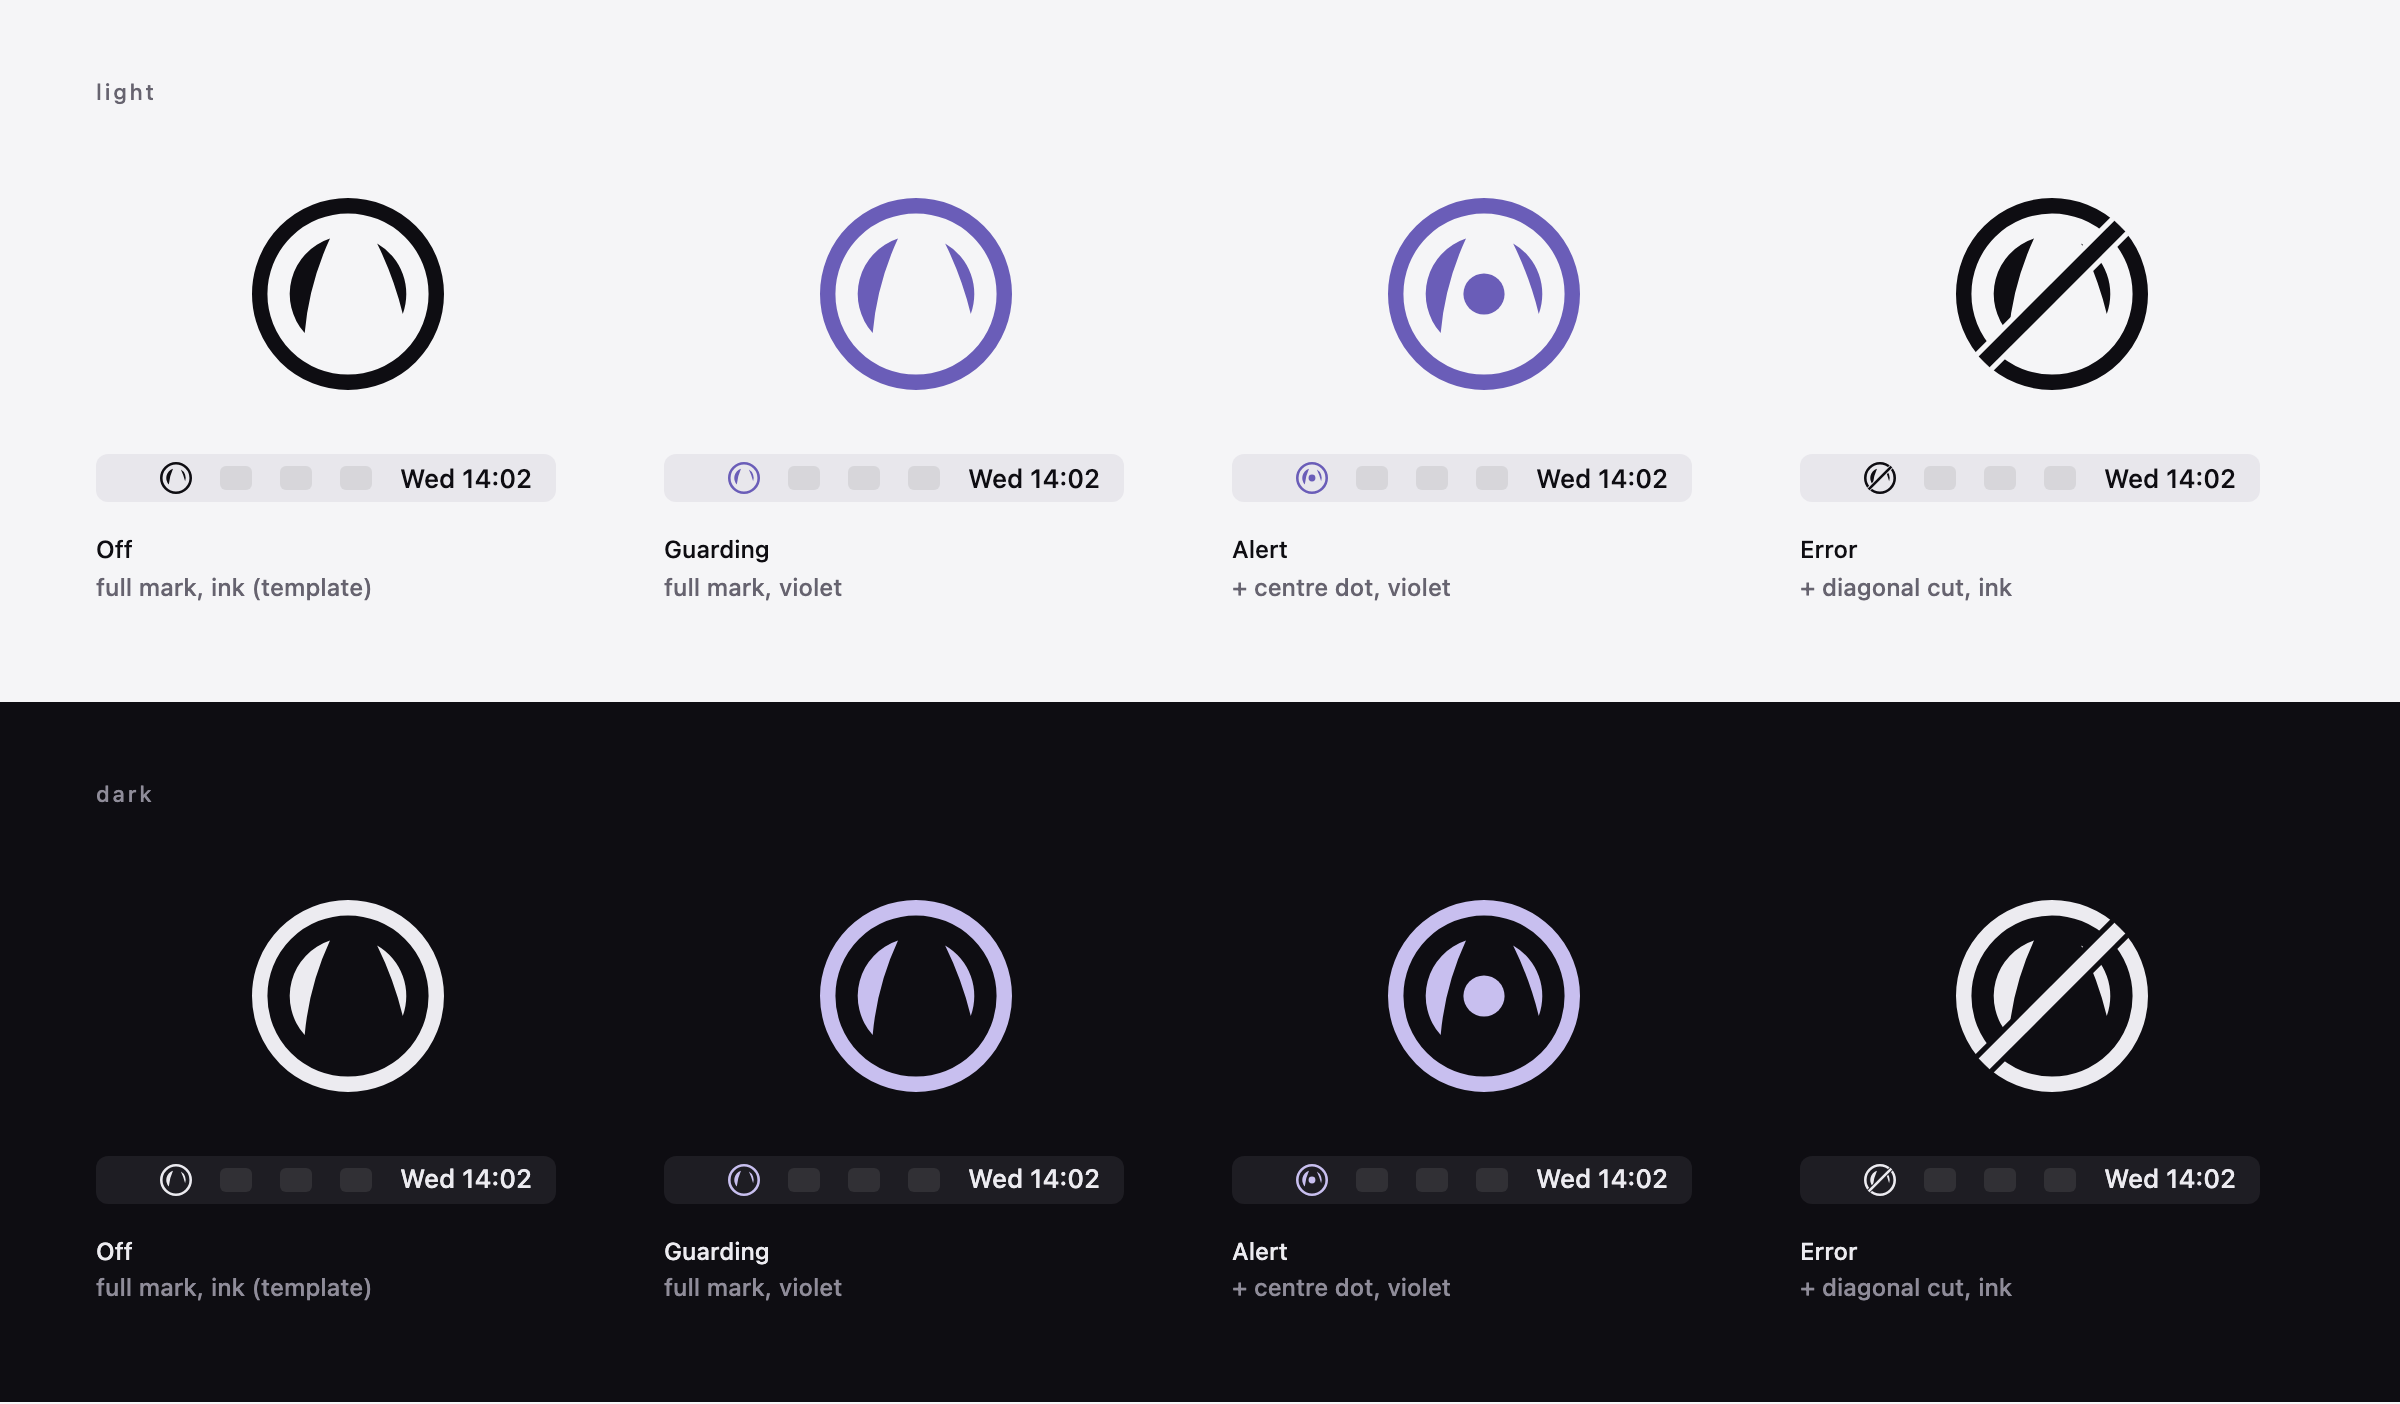 light
Wed 14:02
Wed 14:02
Wed 14:02
Wed 14:02
Off
full mark, ink (template)
Guarding
full mark, violet
Alert
+ centre dot, violet
Error
+ diagonal cut, ink
dark
Wed 14:02
Wed 14:02
Wed 14:02
Wed 14:02
Off
full mark, ink (template)
Guarding
full mark, violet
Alert
+ centre dot, violet
Error
+ diagonal cut, ink